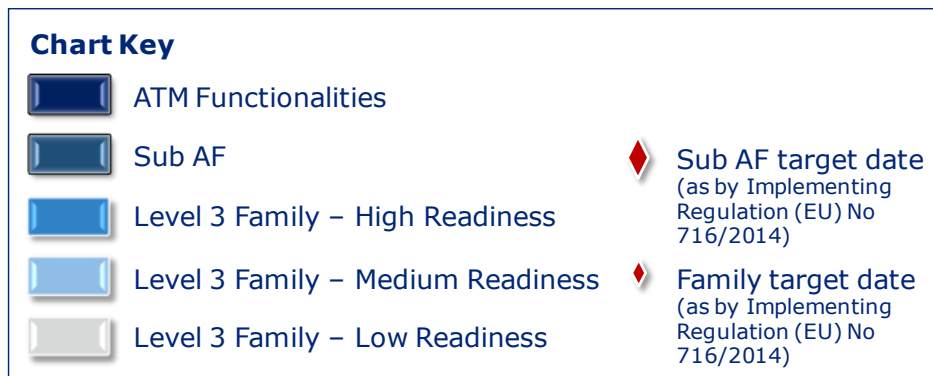 Chart Key
ATM Functionalities
Sub AF
Level 3 Family – High Readiness
Level 3 Family – Medium Readiness
Level 3 Family – Low Readiness
Sub AF target date
(as by Implementing
Regulation (EU) No
716/2014)
Family target date
(as by Implementing
Regulation (EU) No
716/2014)